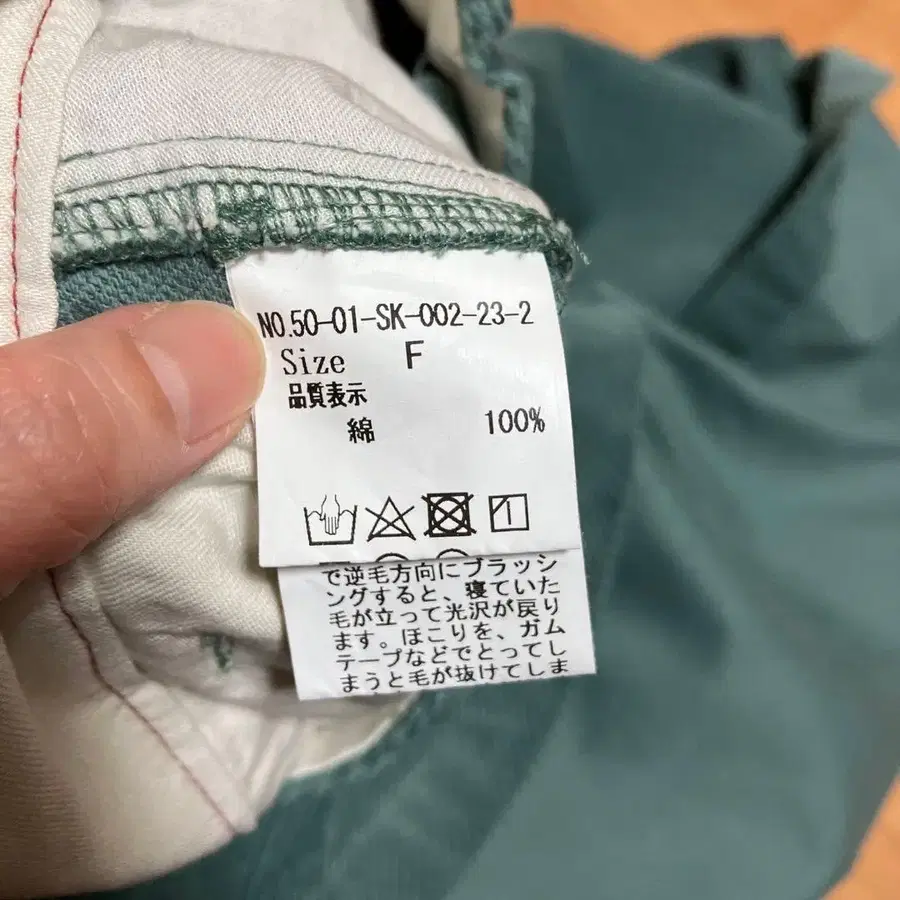 NO.50-01-SK-002-23-2
Size F
品質表示
綿 100%
で逆毛方向にブラッシ
ングすると、寝ていた
毛が立って光沢が戻り
ます。ほこりを、ガム
テープなどでとってし
まうと毛が抜けてしま